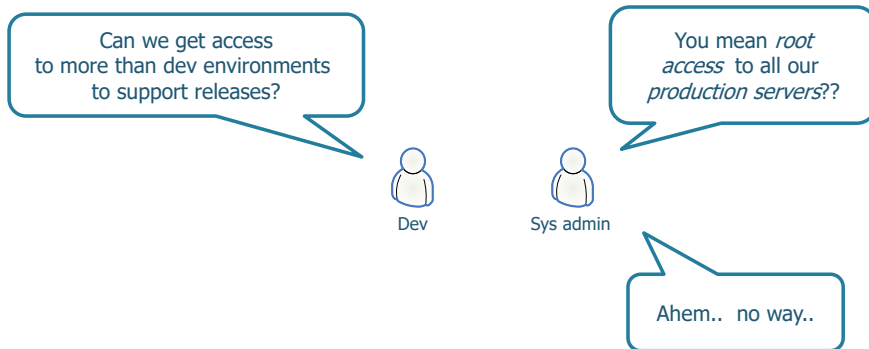 Can we get access
to more than dev environments
to support releases?
You mean root
access to all our
production servers??
Dev
Sys admin
Ahem.. no way..